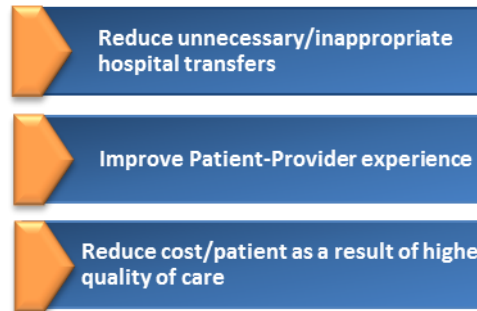 Reduce unnecessary/inappropriate
hospital transfers
Improve Patient-Provider experience
Reduce cost/patient as a result of highe
quality of care